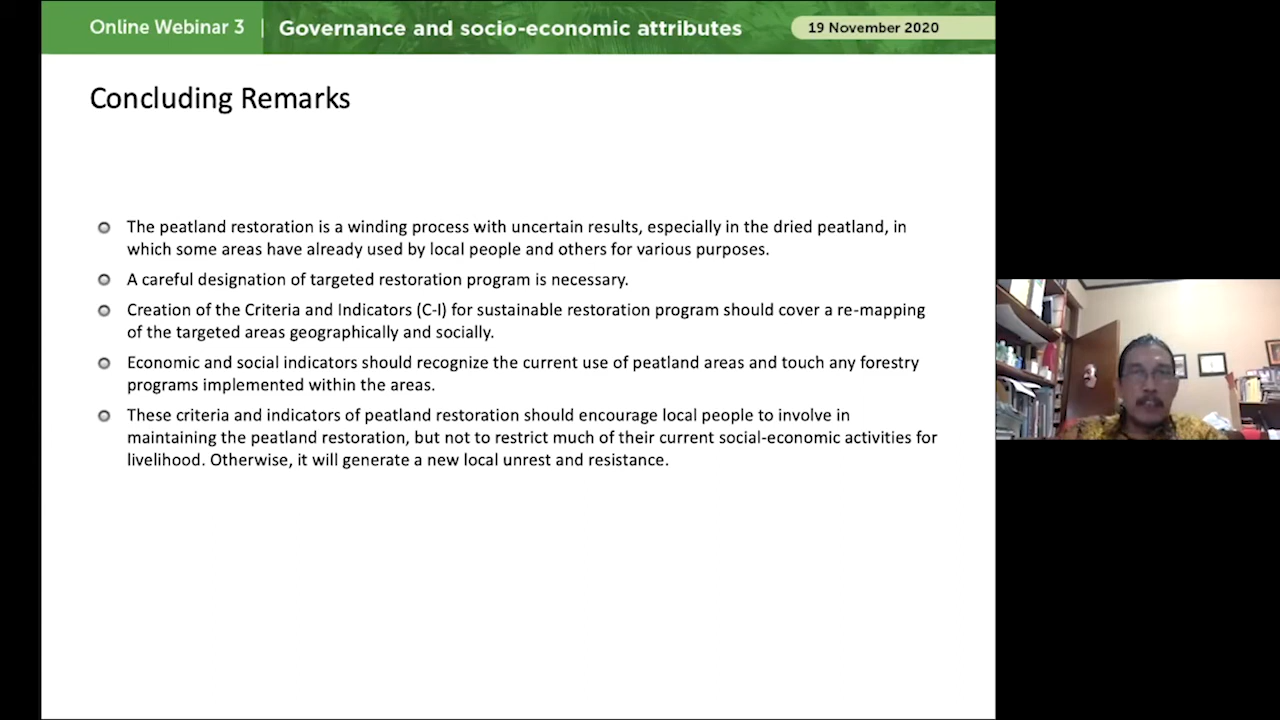 Online Webinar 3 | Governance and socio-economic attributes 19 November 2020
Concluding Remarks
The peatland restoration is a winding process with uncertain results, especially in the dried peatland, in
which some areas have already used by local people and others for various purposes.
A careful designation of targeted restoration program is necessary.
Creation of the Criteria and Indicators (C-I) for sustainable restoration program should cover a re-mapping
of the targeted areas geographically and socially.
Economic and social indicators should recognize the current use of peatland areas and touch any forestry
programs implemented within the areas.
These criteria and indicators of peatland restoration should encourage local people to involve in
maintaining the peatland restoration, but not to restrict much of their current social-economic activities for
livelihood. Otherwise, it will generate a new local unrest and resistance.